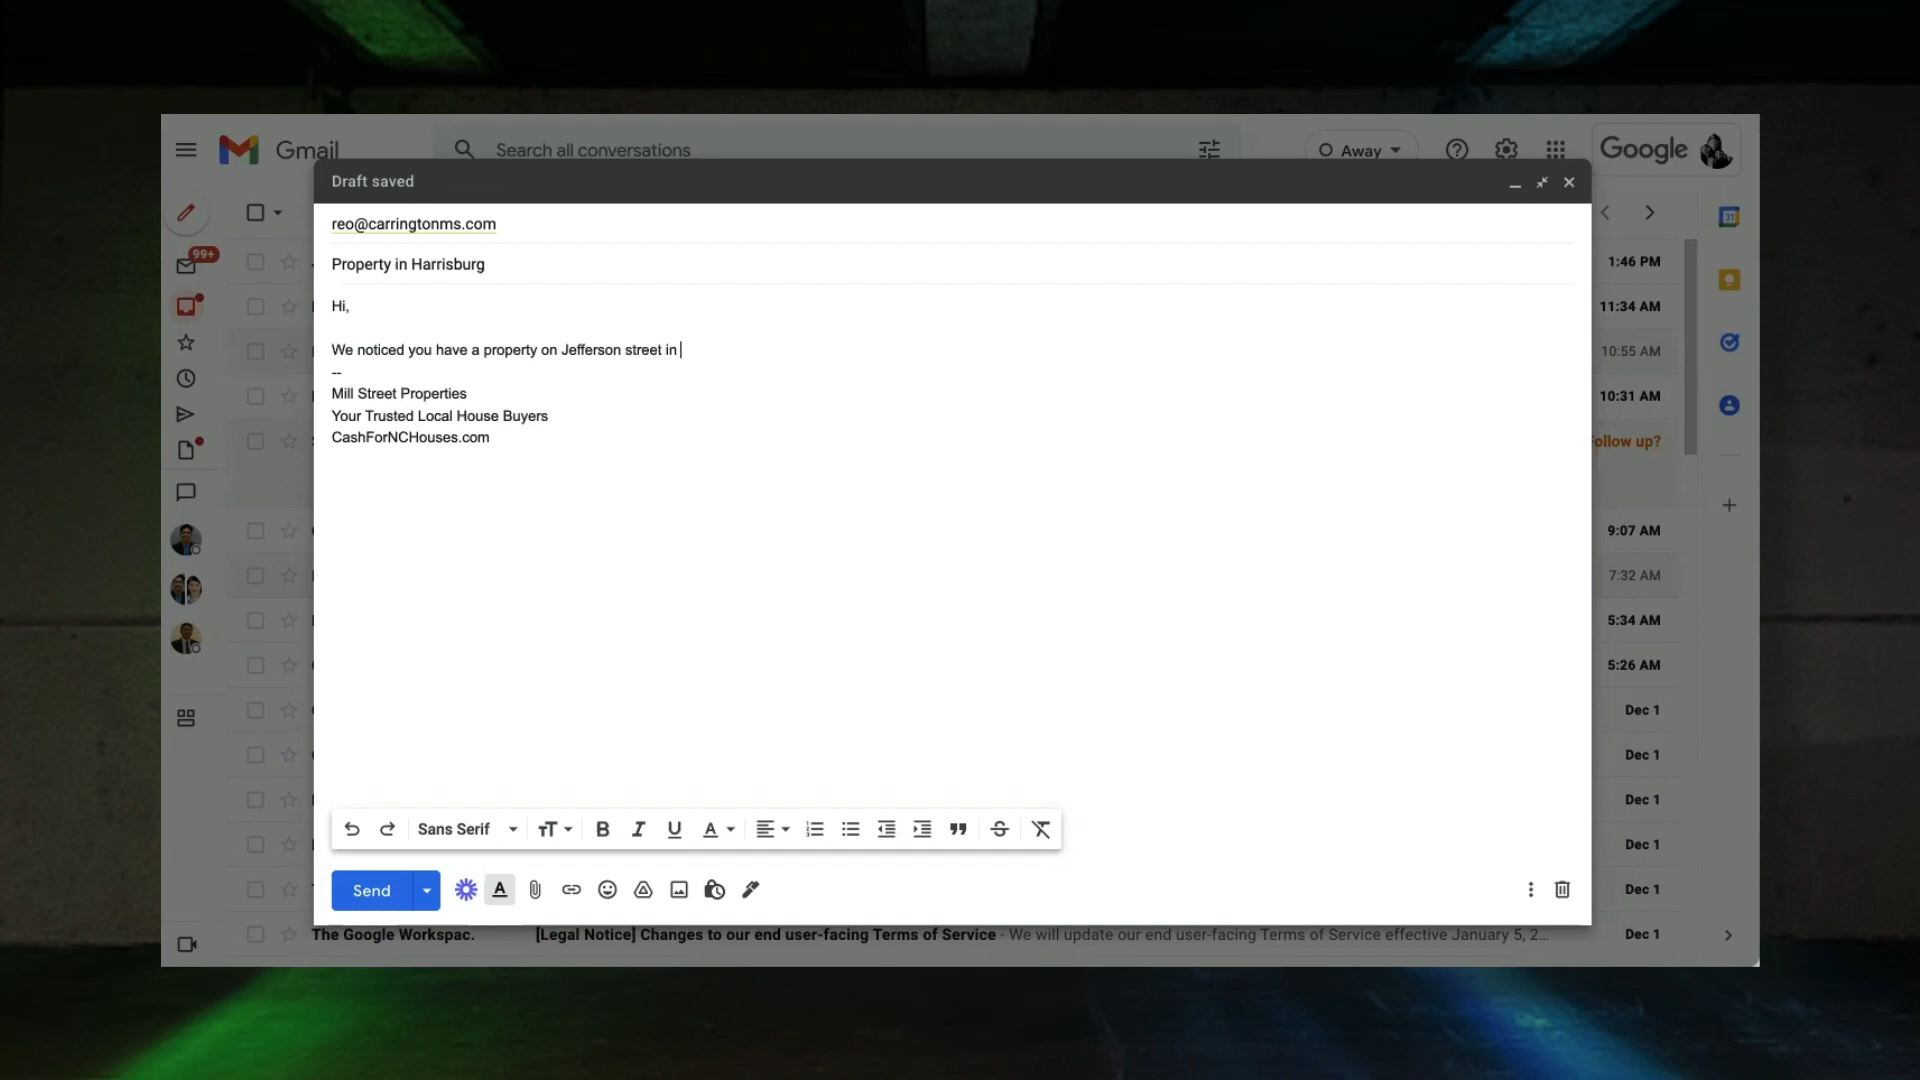 Gmail
Search all conversations
Away
Google
Draft saved
reo@carringtonms.com
Property in Harrisburg
Hi,
We noticed you have a property on Jefferson street in
--
Mill Street Properties
Your Trusted Local House Buyers
CashForNCHouses.com
99+
31
1:46 PM
11:34 AM
10:55 AM
10:31 AM
ollow up?
9:07 AM
7:32 AM
5:34 AM
5:26 AM
Dec 1
Dec 1
Dec 1
Dec 1
Dec 1
Sans Serif
Send
The Google Workspac. [Legal Notice] Changes to our end user-facing Terms of Service - We will update our end user-facing Terms of Service effective January 5, 2... Dec 1